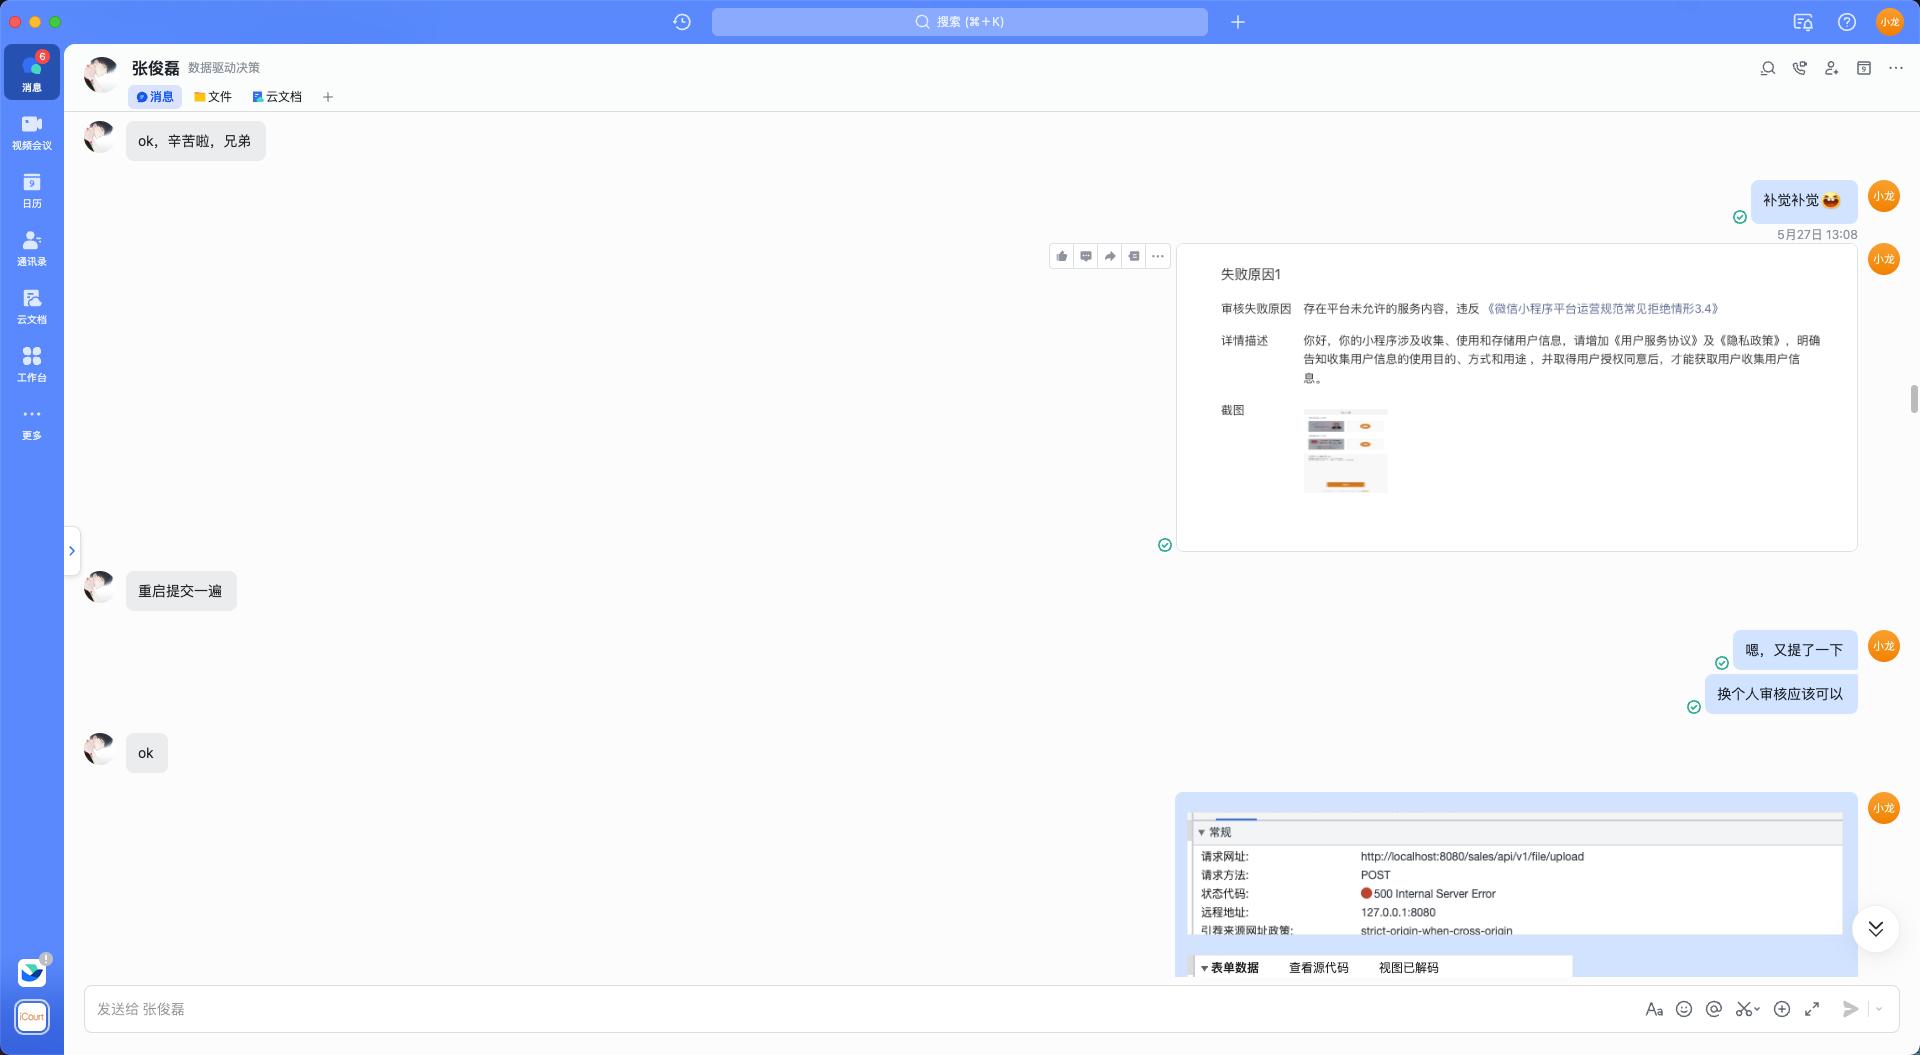 搜索 (⌘+K)
小龙
6
消息
视频会议
9
日历
通讯录
云文档
工作台
更多
iCourt
张俊磊
数据驱动决策
消息
文件
云文档
9
ok，辛苦啦，兄弟
补觉补觉
小龙
5月27日 13:08
小龙
失败原因1
审核失败原因 存在平台未允许的服务内容，违反 《微信小程序平台运营规范常见拒绝情形3.4》
详情描述 你好，你的小程序涉及收集、使用和存储用户信息，请增加《用户服务协议》及《隐私政策》，明确
告知收集用户信息的使用目的、方式和用途 ，并取得用户授权同意后，才能获取用户收集用户信
息。
截图
重启提交一遍
嗯，又提了一下
小龙
换个人审核应该可以
ok
小龙
常规
请求网址: http://localhost:8080/sales/api/v1/file/upload
请求方法: POST
状态代码: 500 Internal Server Error
远程地址: 127.0.0.1:8080
引荐来源网址政策: strict-origin-when-cross-origin
表单数据 查看源代码 视图已解码
发送给 张俊磊
Aa